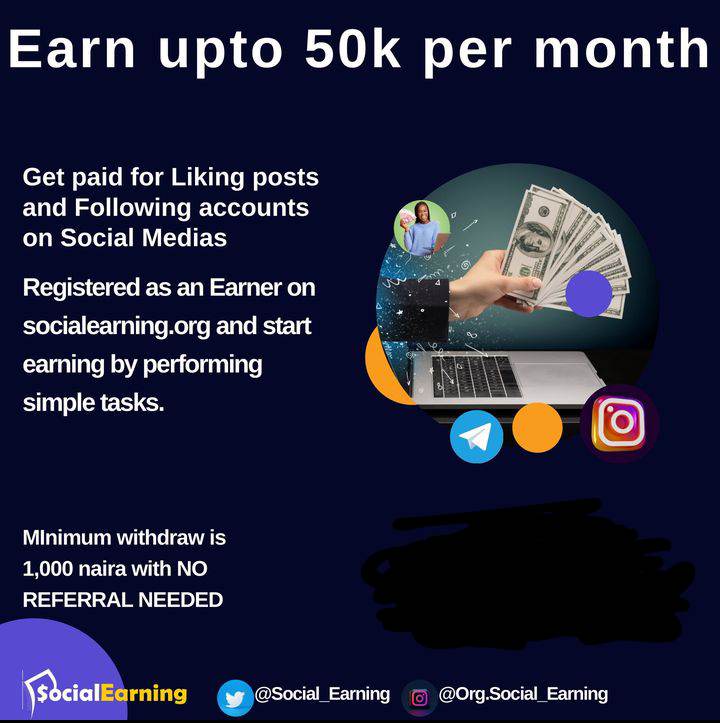 Earn upto 50k per month
Get paid for Liking posts
and Following accounts
on Social Medias
Registered as an Earner on
socialearning.org and start
earning by performing
simple tasks.
MInimum withdraw is
1,000 naira with NO
REFERRAL NEEDED
$ocialEarning
@Social_Earning
@Org.Social_Earning